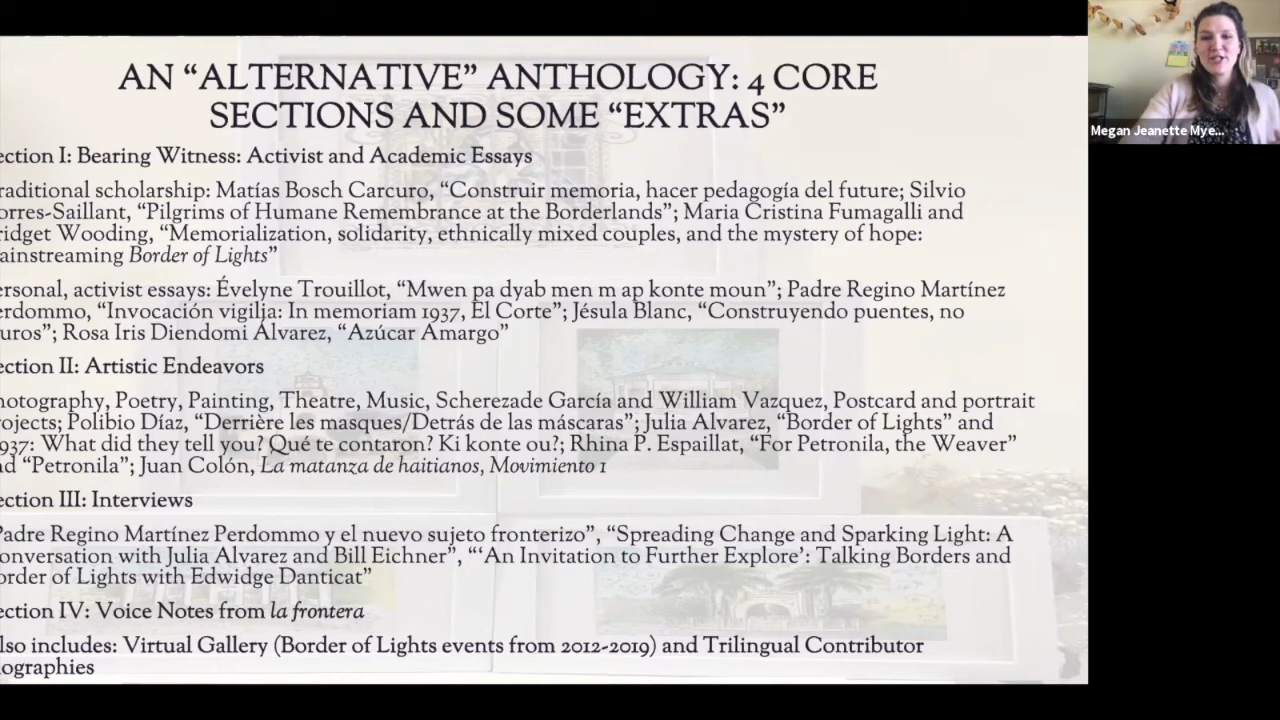 AN “ALTERNATIVE” ANTHOLOGY: 4 CORE
SECTIONS AND SOME “EXTRAS”
Megan Jeanette Mye...
ection I: Bearing Witness: Activist and Academic Essays
raditional scholarship: Matías Bosch Carcuro, “Construir memoria, hacer pedagogía del future; Silvio
orres-Saillant, “Pilgrims of Humane Remembrance at the Borderlands”; Maria Cristina Fumagalli and
ridget Wooding, “Memorialization, solidarity, ethnically mixed couples, and the mystery of hope:
ainstreaming Border of Lights”
ersonal, activist essays: Évelyne Trouillot, “Mwen pa dyab men m ap konte moun”; Padre Regino Martínez
erdommo, “Invocación vigilia: In memoriam 1937, El Corte”; Jésula Blanc, “Construyendo puentes, no
uros”; Rosa Iris Diendomi Álvarez, “Azúcar Amargo”
ection II: Artistic Endeavors
hotography, Poetry, Painting, Theatre, Music, Scherezade García and William Vazquez, Postcard and portrait
rojects; Polibio Díaz, “Derrière les masques/Detrás de las máscaras”; Julia Alvarez, “Border of Lights” and
937: What did they tell you? Qué te contaron? Ki konte ou?; Rhina P. Espaillat, “For Petronila, the Weaver”
nd “Petronila”; Juan Colón, La matanza de haitianos, Movimiento 1
ection III: Interviews
Padre Regino Martínez Perdommo y el nuevo sujeto fronterizo”, “Spreading Change and Sparking Light: A
onversation with Julia Alvarez and Bill Eichner”, “‘An Invitation to Further Explore’: Talking Borders and
order of Lights with Edwidge Danticat”
ection IV: Voice Notes from la frontera
lso includes: Virtual Gallery (Border of Lights events from 2012-2019) and Trilingual Contributor
iographies